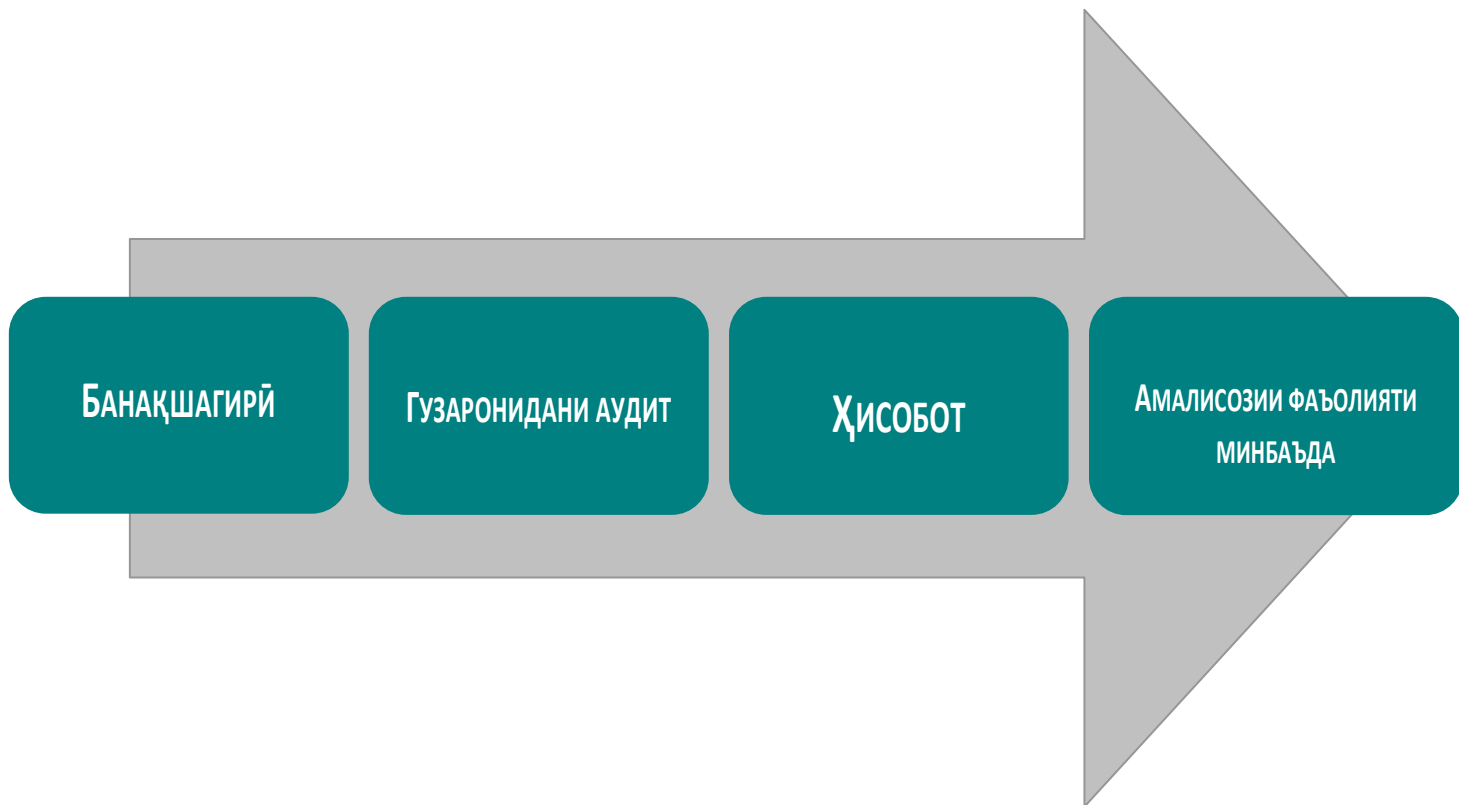 Банақшагирӣ
Гузаронидани аудит
Ҳисобот
Амалисозии фаъолияти
минбаъда